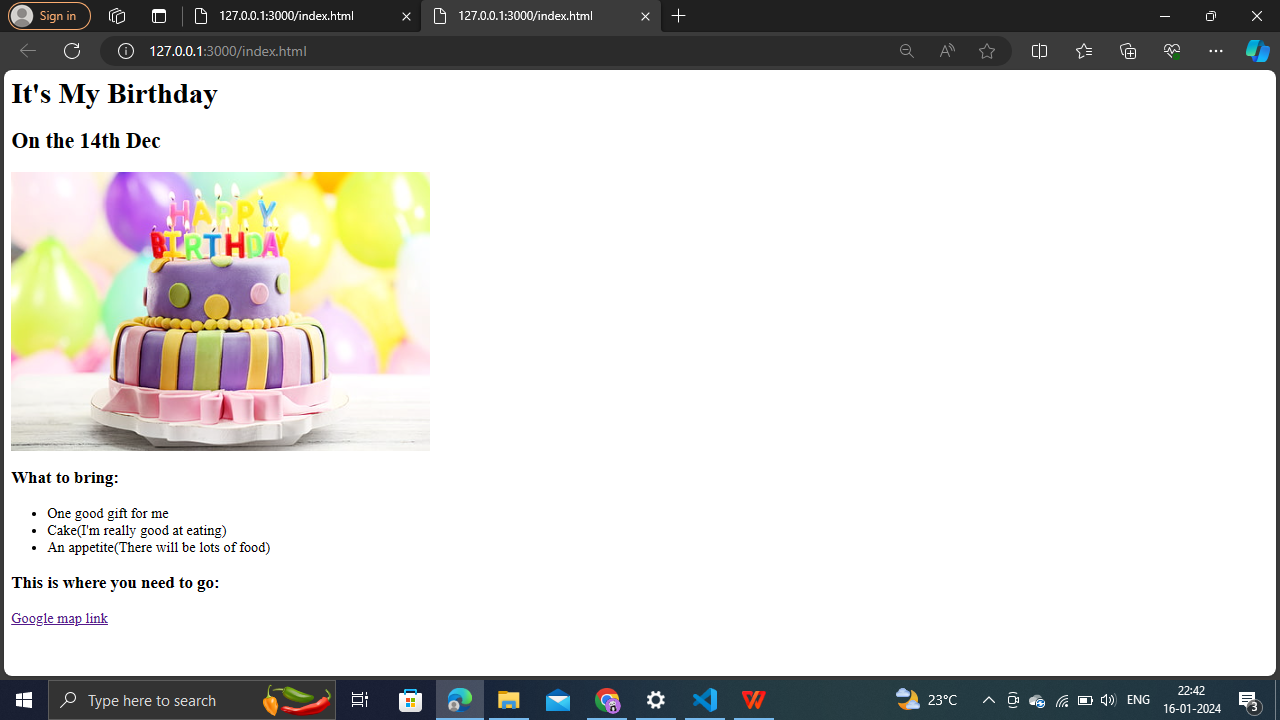 Sign in
127.0.0.1:3000/index.html
127.0.0.1:3000/index.html
127.0.0.1:3000/index.html
It's My Birthday
On the 14th Dec
HAPPY
BIRTHDAY
What to bring:
One good gift for me
Cake(I'm really good at eating)
An appetite(There will be lots of food)
This is where you need to go:
Google map link
Type here to search
23°C
ENG
22:42
16-01-2024
3